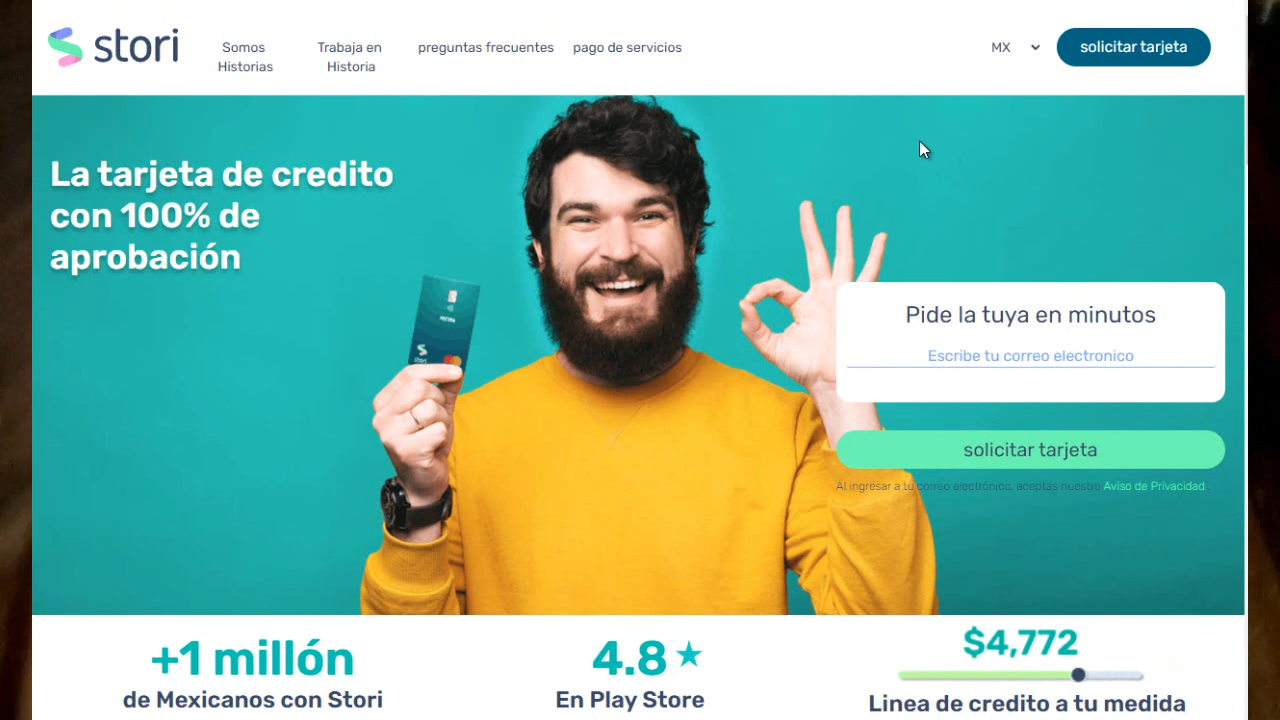 stori
Somos
Historias
Trabaja en
Historia
preguntas frecuentes
pago de servicios
MX
solicitar tarjeta
La tarjeta de credito
con 100% de
aprobación
stori
Pide la tuya en minutos
Escribe tu correo electronico
solicitar tarjeta
Al ingresar a tu correo electrónico, aceptas nuestro Aviso de Privacidad.
+1 millón
de Mexicanos con Stori
4.8★
En Play Store
$4,772
Linea de credito a tu medida